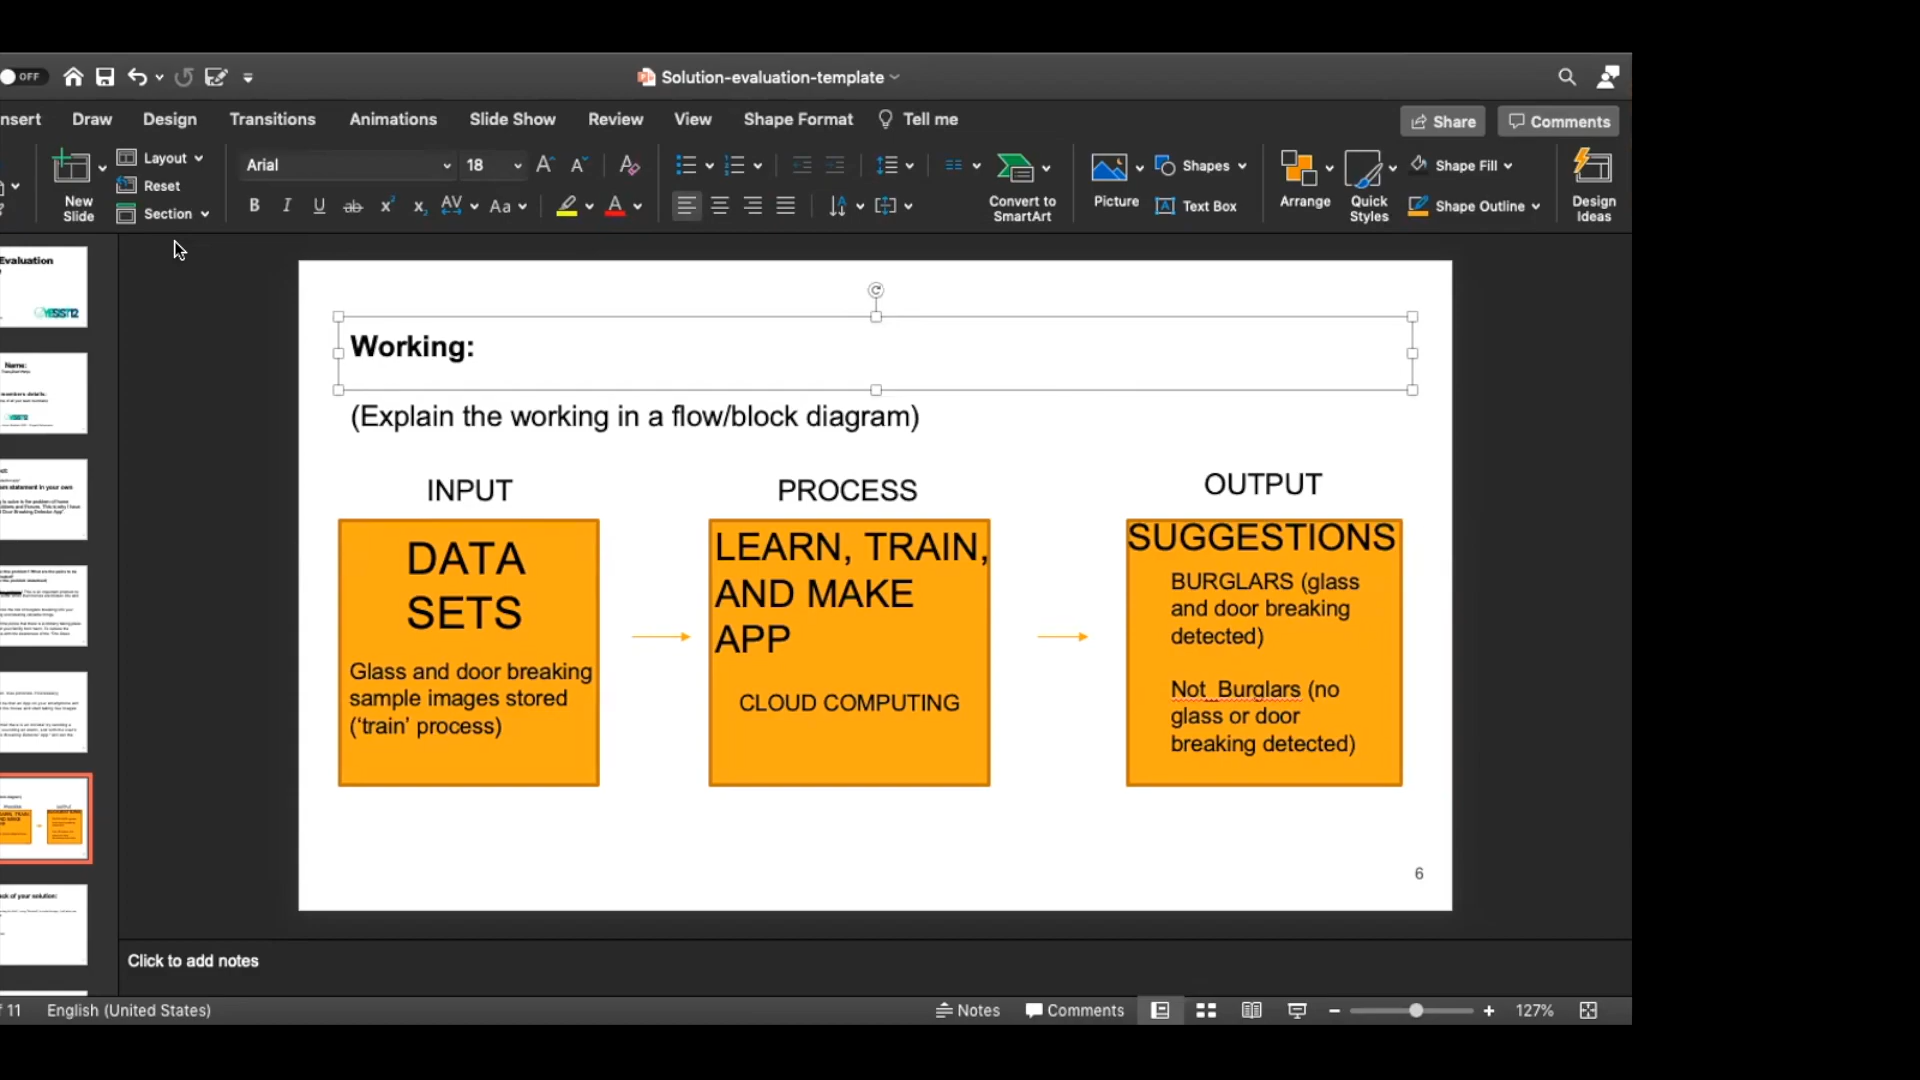 OFF
Solution-evaluation-template
nsert Draw Design Transitions Animations Slide Show Review View Shape Format Tell me Share Comments
New Slide
Layout
Reset
Section
Arial 18
Convert to SmartArt
Picture
Shapes
Text Box
Arrange
Quick Styles
Shape Fill
Shape Outline
Design Ideas
Evaluation
Name:
Working:
(Explain the working in a flow/block diagram)
INPUT
DATA
SETS
Glass and door breaking
sample images stored
(‘train’ process)
PROCESS
LEARN, TRAIN,
AND MAKE
APP
CLOUD COMPUTING
OUTPUT
SUGGESTIONS
BURGLARS (glass
and door breaking
detected)
Not_Burglars (no
glass or door
breaking detected)
6
Click to add notes
11 English (United States) Notes Comments 127%